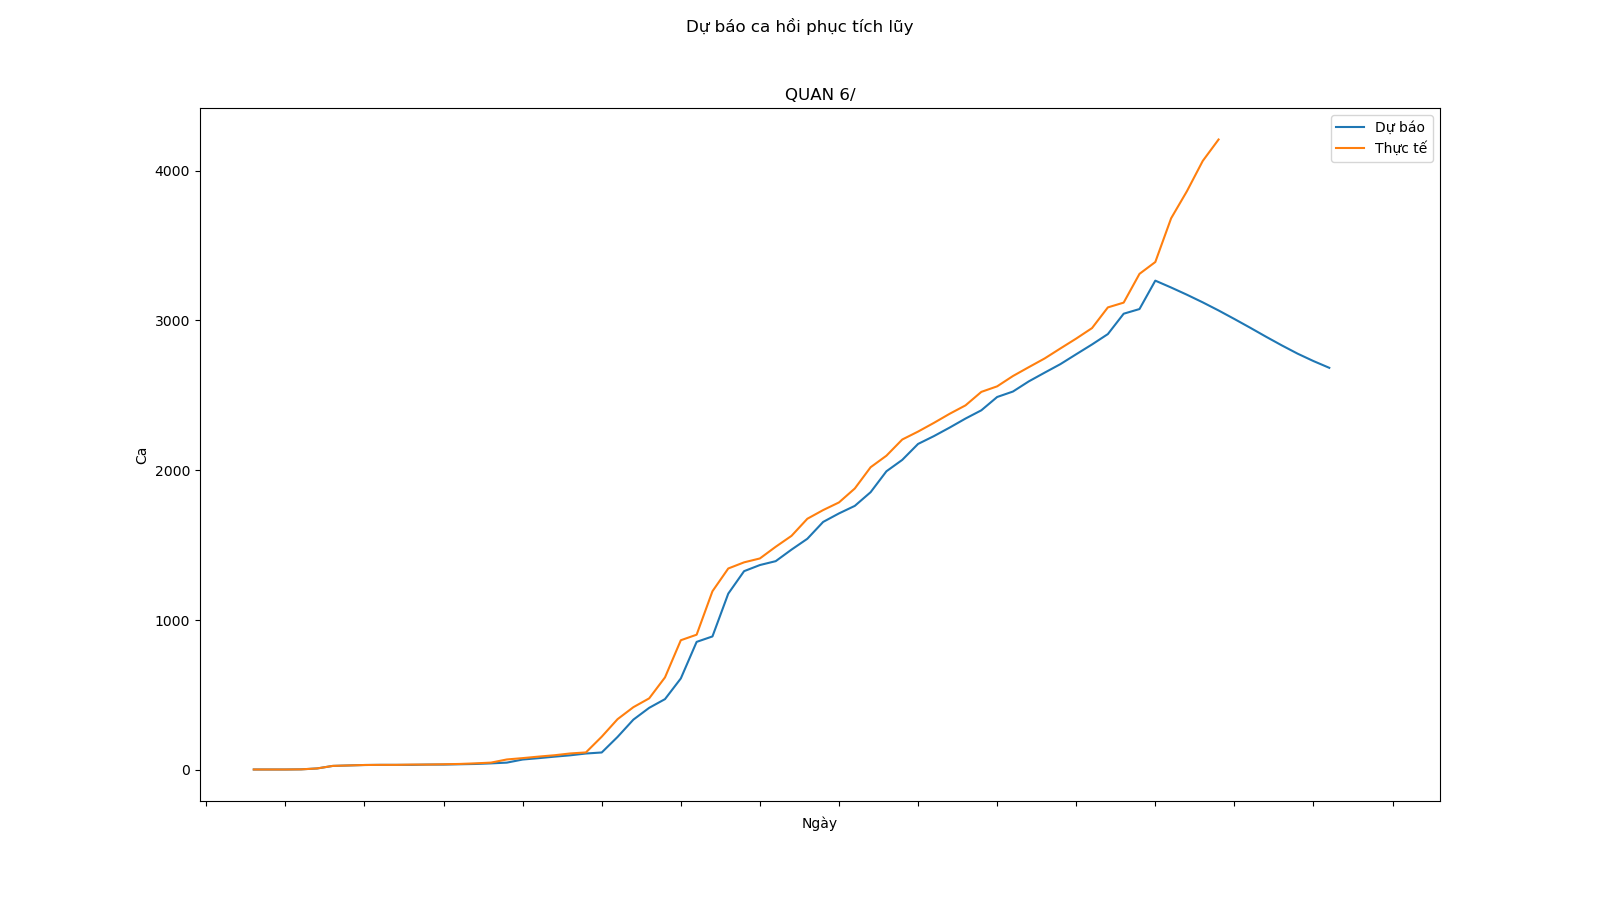 Dự báo ca hồi phục tích lũy
QUAN 6/
Dự báo
Thực tế
4000
3000
2000
1000
0
Ca
Ngày